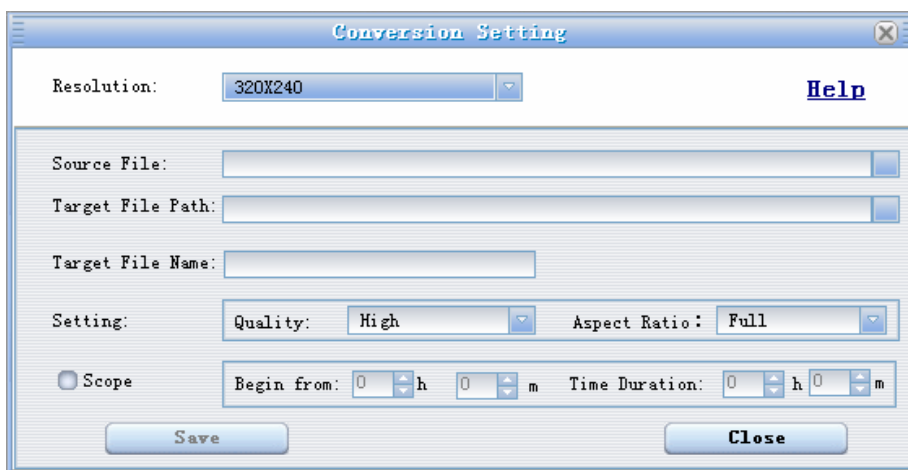 Conversion Setting
Resolution: 320X240 Help
Source File:
Target File Path:
Target File Name:
Setting: Quality: High Aspect Ratio: Full
Scope Begin from: 0 h 0 m Time Duration: 0 h 0 m
Save Close